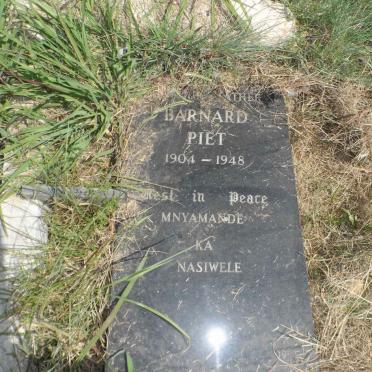 BARNARD
PIET
1904 – 1948
Rest in Peace
MNYAMANDE
KA
NASIWELE